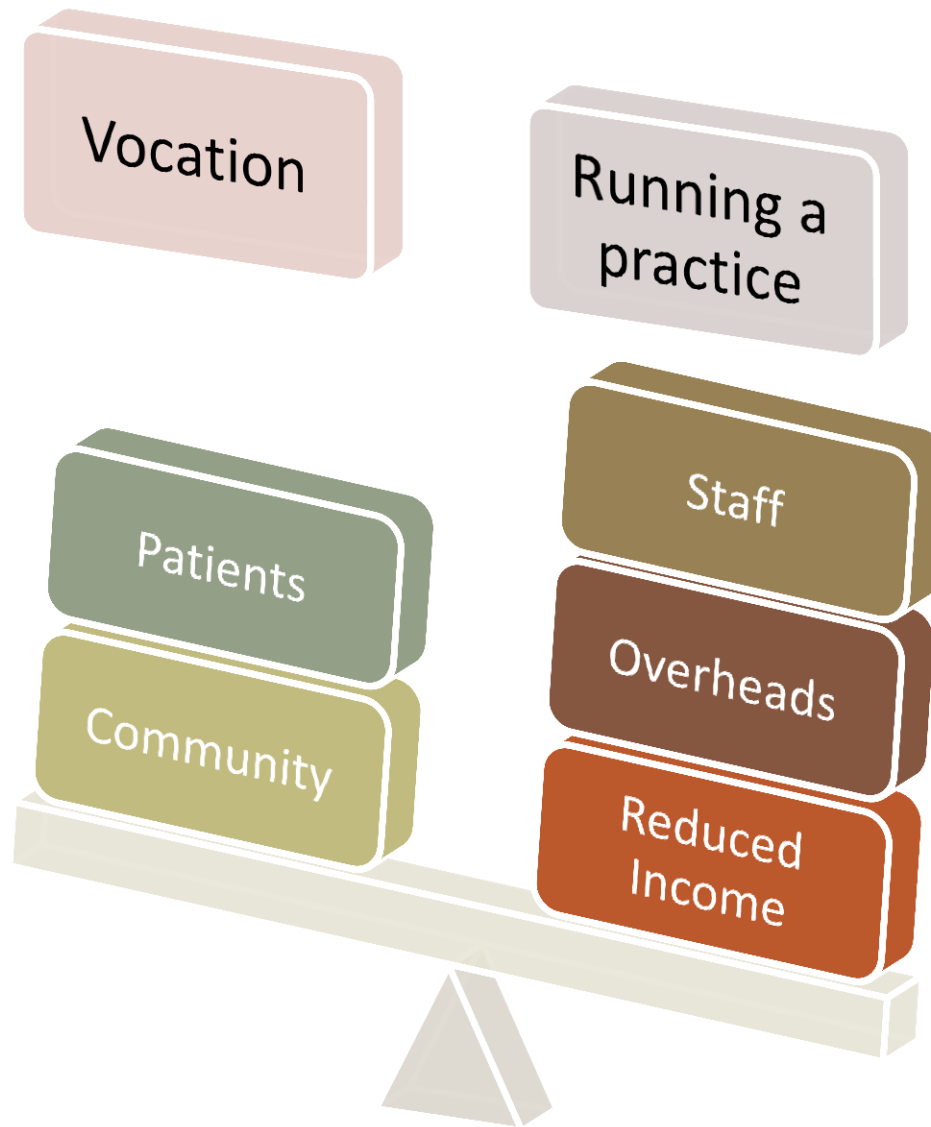 Vocation
Running a
practice
Patients
Community
Staff
Overheads
Reduced
Income